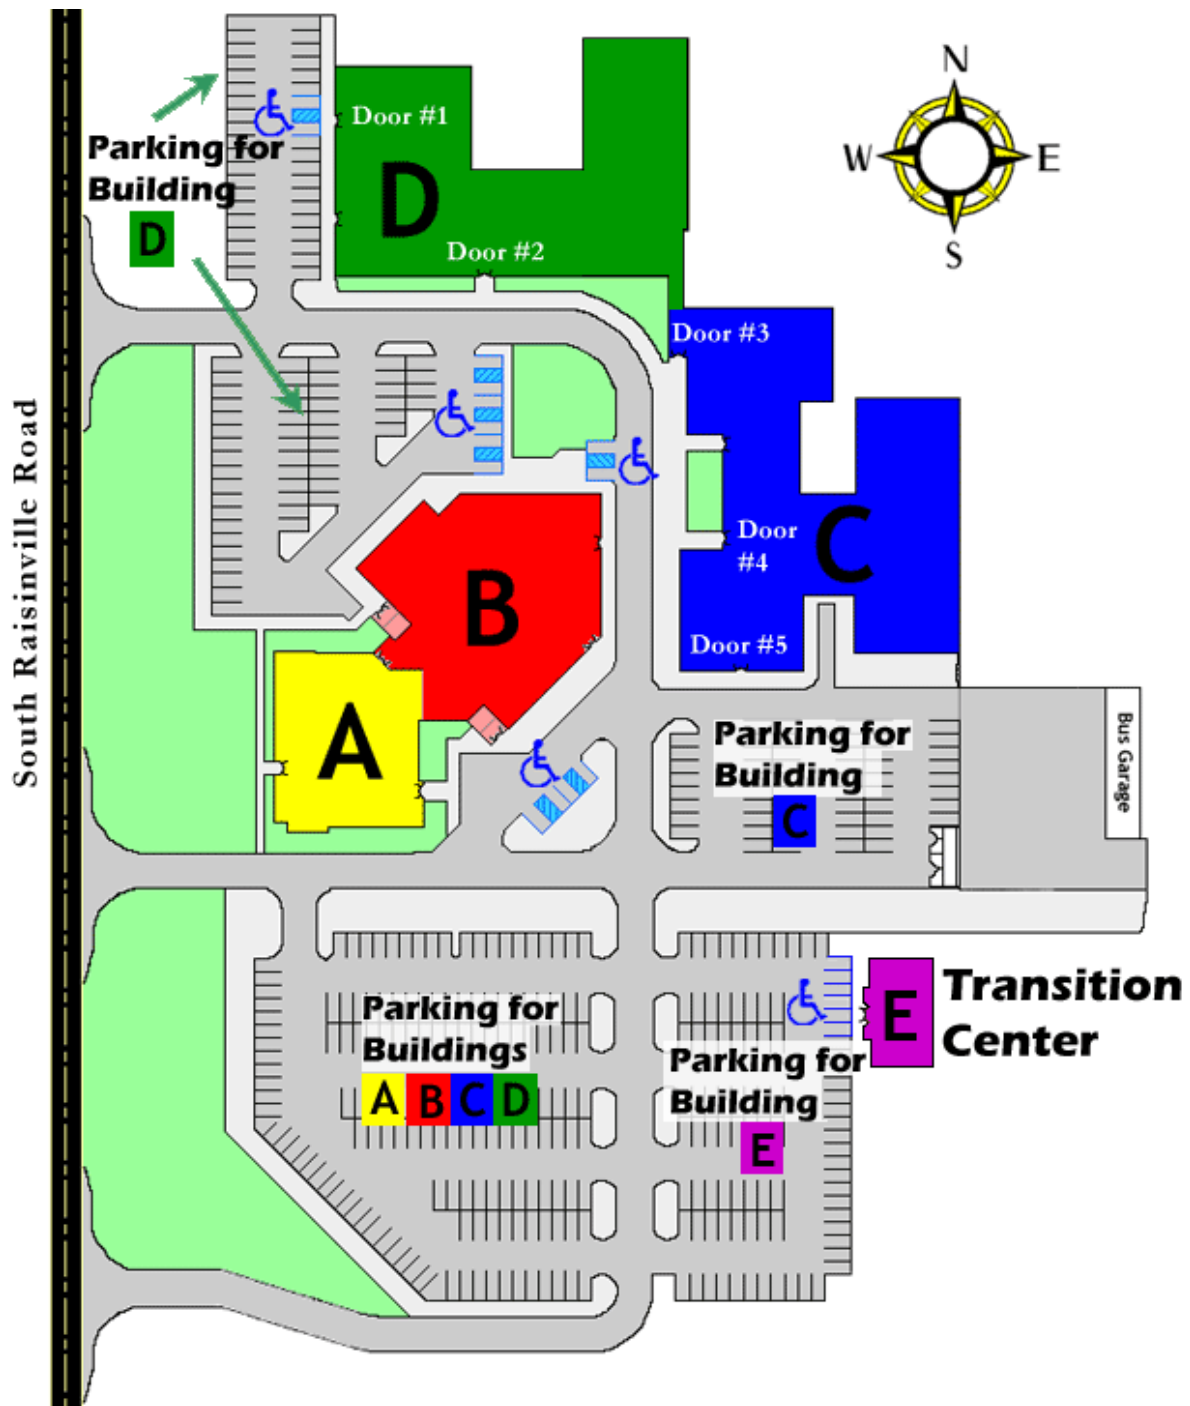 N
W
E
S
Door #1
Parking for
Building
D
D
Door #2
Door #3
South Raisinville Road
Door
#4
C
B
Door #5
A
Parking for
Building
C
Bus Garage
Parking for
Buildings
A B C D
E
Transition
Center
Parking for
Building
E